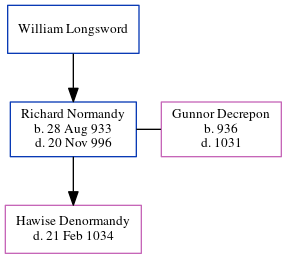 William Longsword
Richard Normandy
b. 28 Aug 933
d. 20 Nov 996
Gunnor Decrepon
b. 936
d. 1031
Hawise Denormandy
d. 21 Feb 1034